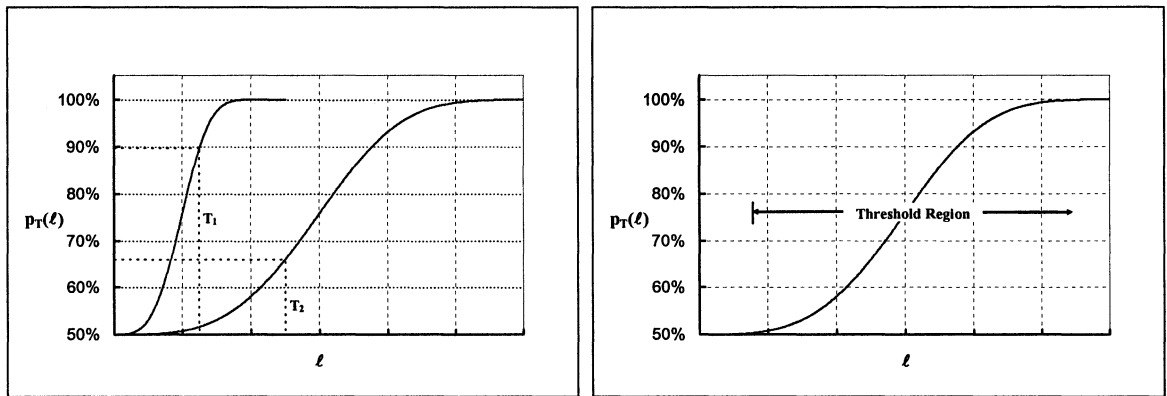 100%
90%
80%
p_T(ℓ)
70%
60%
50%
T₁
T₂
ℓ
100%
90%
80%
p_T(ℓ)
70%
60%
50%
Threshold Region
ℓ